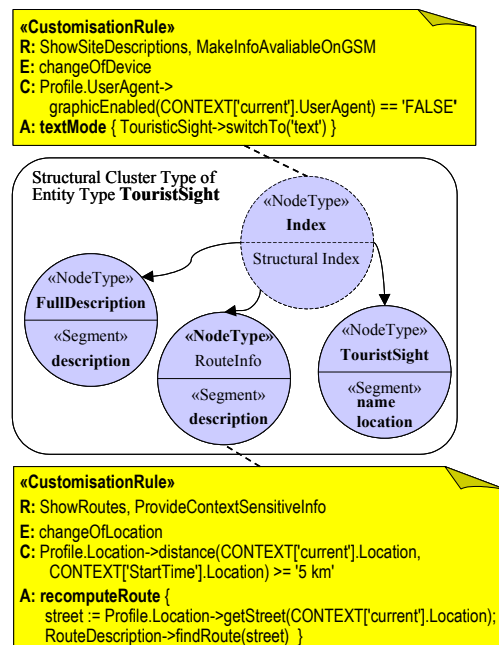 «CustomisationRule»
R: ShowSiteDescriptions, MakeInfoAvaliableOnGSM
E: changeOfDevice
C: Profile.UserAgent->
graphicEnabled(CONTEXT['current'].UserAgent) == 'FALSE'
A: textMode { TouristicSight->switchTo('text') }
Structural Cluster Type of
Entity Type TouristSight
«NodeType»
Index
Structural Index
«NodeType»
FullDescription
«Segment»
description
«NodeType»
RouteInfo
«Segment»
description
«NodeType»
TouristSight
«Segment»
name
location
«CustomisationRule»
R: ShowRoutes, ProvideContextSensitiveInfo
E: changeOfLocation
C: Profile.Location->distance(CONTEXT['current'].Location,
CONTEXT['StartTime'].Location) >= '5 km'
A: recomputeRoute {
street := Profile.Location->getStreet(CONTEXT['current'].Location);
RouteDescription->findRoute(street) }